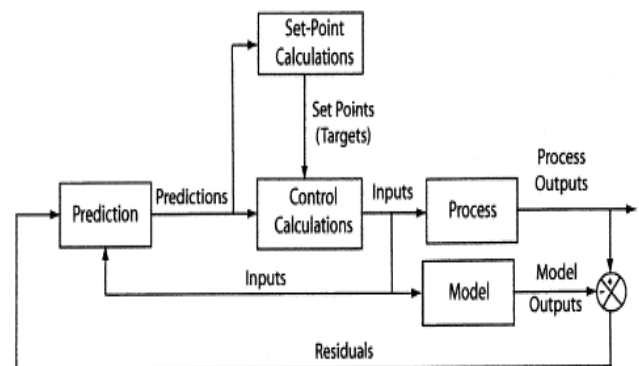 Set-Point
Calculations
Set Points
(Targets)
Process
Outputs
Prediction
Predictions
Control
Calculations
Inputs
Process
Inputs
Model
Model
Outputs
+
-
Residuals